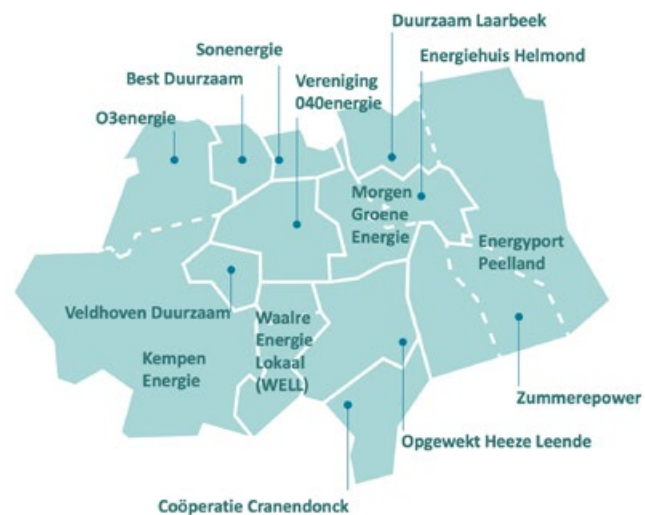 Duurzaam Laarbeek
Sonenergie
Energiehuis Helmond
Best Duurzaam
Vereniging
040energie
O3energie
Morgen
Groene
Energie
Energyport
Peelland
Veldhoven Duurzaam
Waalre
Energie
Lokaal
(WELL)
Kempen
Energie
Zummerepower
Opgewekt Heeze Leende
Coöperatie Cranendonck